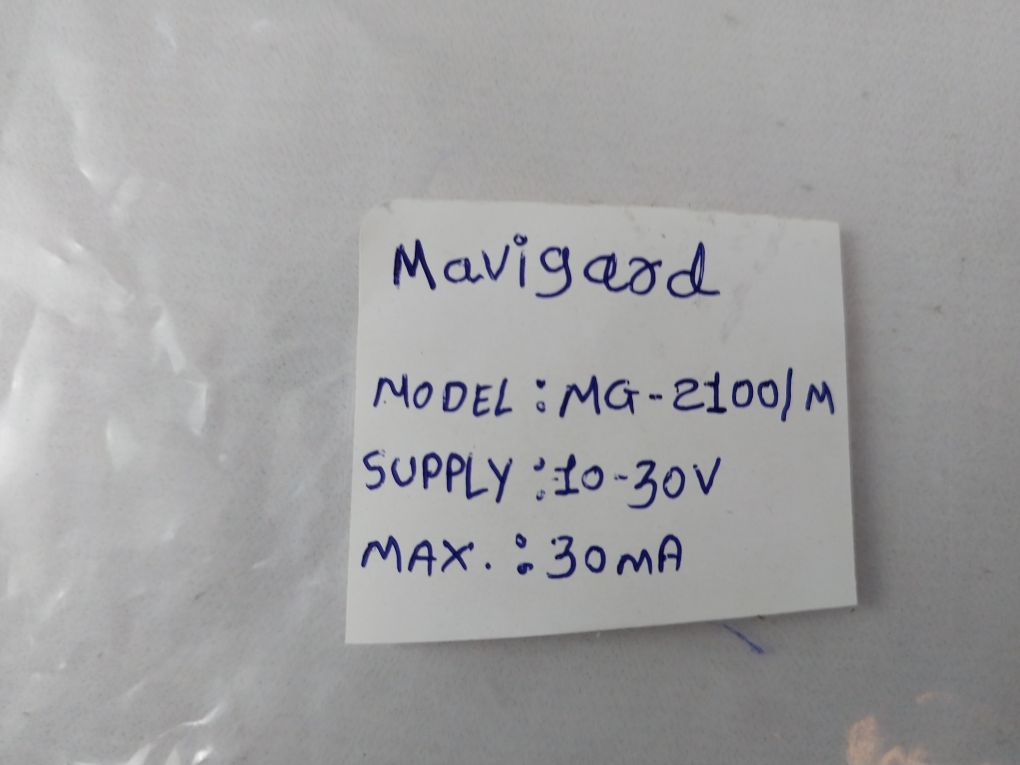 Mavigard
MODEL : MG-2100/M
SUPPLY : 10-30V
MAX. : 30mA